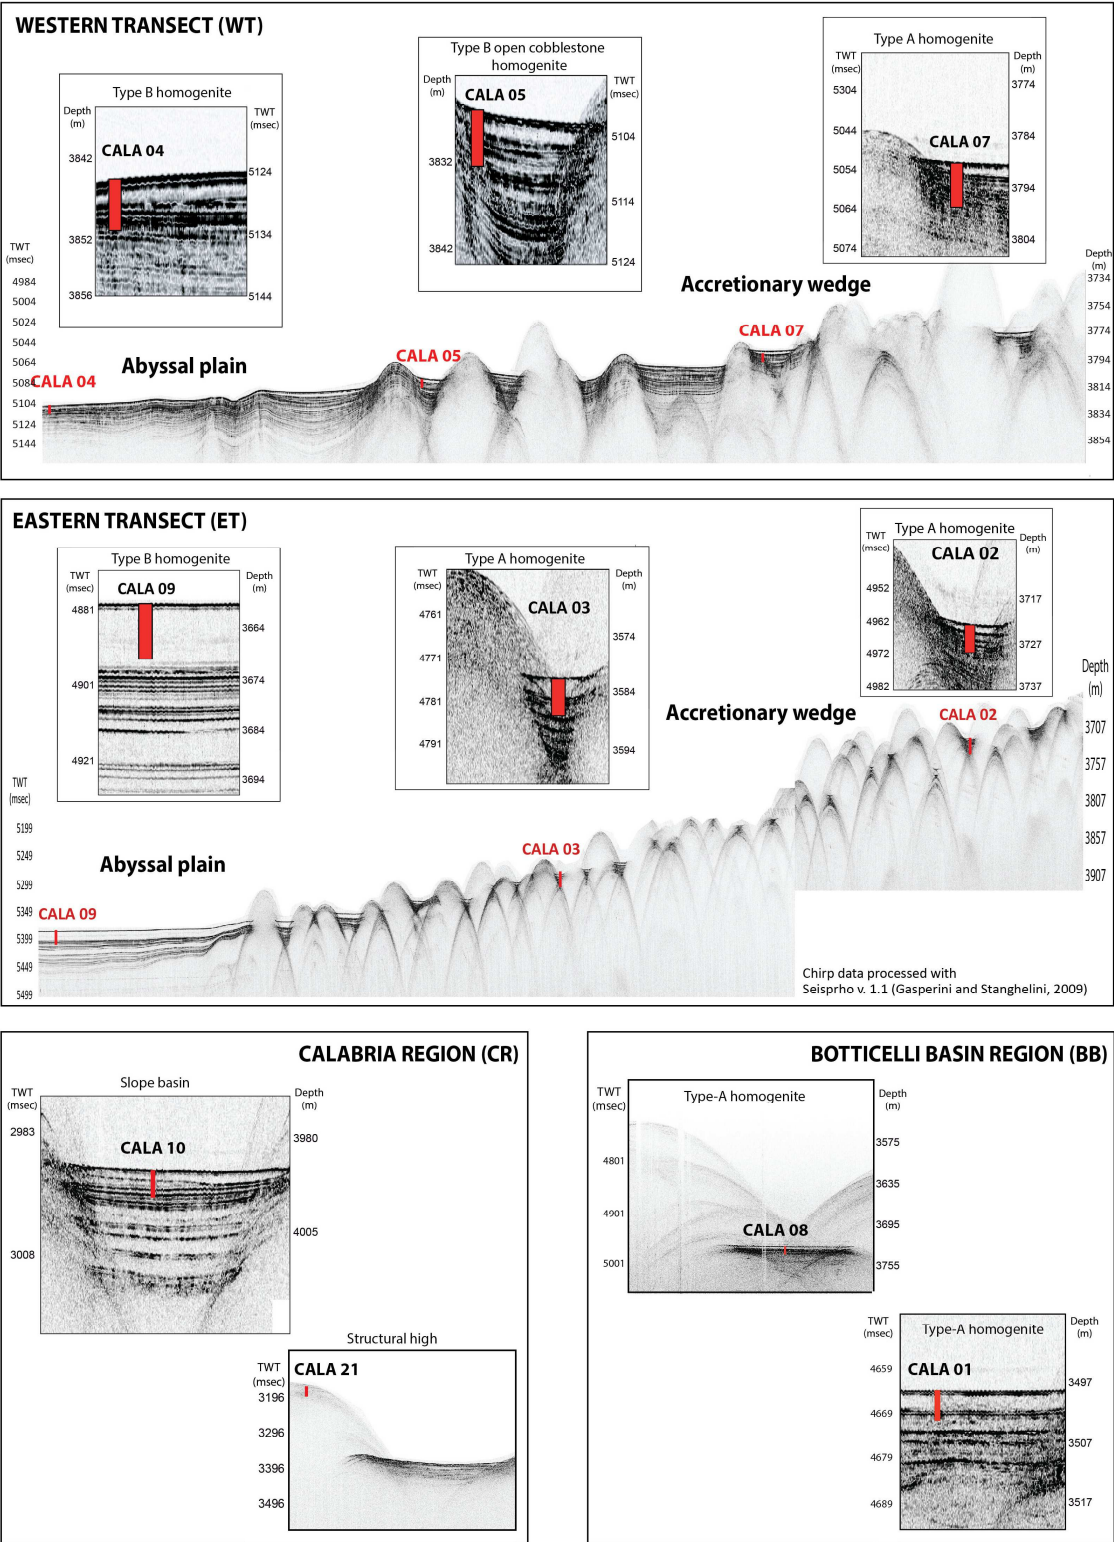 WESTERN TRANSECT (WT)
Type B homogenite
Depth
(m)
TWT
(msec)
CALA 04
3842
3852
3856
5124
5134
5144
Type B open cobblestone
homogenite
Depth
(m)
TWT
(msec)
CALA 05
3832
3842
5104
5114
5124
Type A homogenite
TWT
(msec)
Depth
(m)
CALA 07
5304
5044
5054
5064
5074
3774
3784
3794
3804
TWT
(msec)
4984
5004
5024
5044
5064
5084
5104
5124
5144
CALA 04
Abyssal plain
CALA 05
Accretionary wedge
CALA 07
Depth
(m)
3734
3754
3774
3794
3814
3834
3854
EASTERN TRANSECT (ET)
Type B homogenite
TWT
(msec)
Depth
(m)
CALA 09
4881
4901
4921
3664
3674
3684
3694
Type A homogenite
TWT
(msec)
Depth
(m)
CALA 03
4761
4771
4781
4791
3574
3584
3594
Type A homogenite
TWT
(msec)
Depth
(m)
CALA 02
4952
4962
4972
4982
3717
3727
3737
TWT
(msec)
5199
5249
5299
5349
5399
5449
5499
CALA 09
Abyssal plain
CALA 03
Accretionary wedge
CALA 02
Depth
(m)
3707
3757
3807
3857
3907
Chirp data processed with
Seisprho v. 1.1 (Gasperini and Stanghelini, 2009)
CALABRIA REGION (CR)
Slope basin
TWT
(msec)
Depth
(m)
CALA 10
2983
3008
3980
4005
Structural high
TWT
(msec)
CALA 21
3196
3296
3396
3496
BOTTICELLI BASIN REGION (BB)
Type-A homogenite
TWT
(msec)
Depth
(m)
CALA 08
4801
4901
5001
3575
3635
3695
3755
Type-A homogenite
TWT
(msec)
Depth
(m)
CALA 01
4659
4669
4679
4689
3497
3507
3517